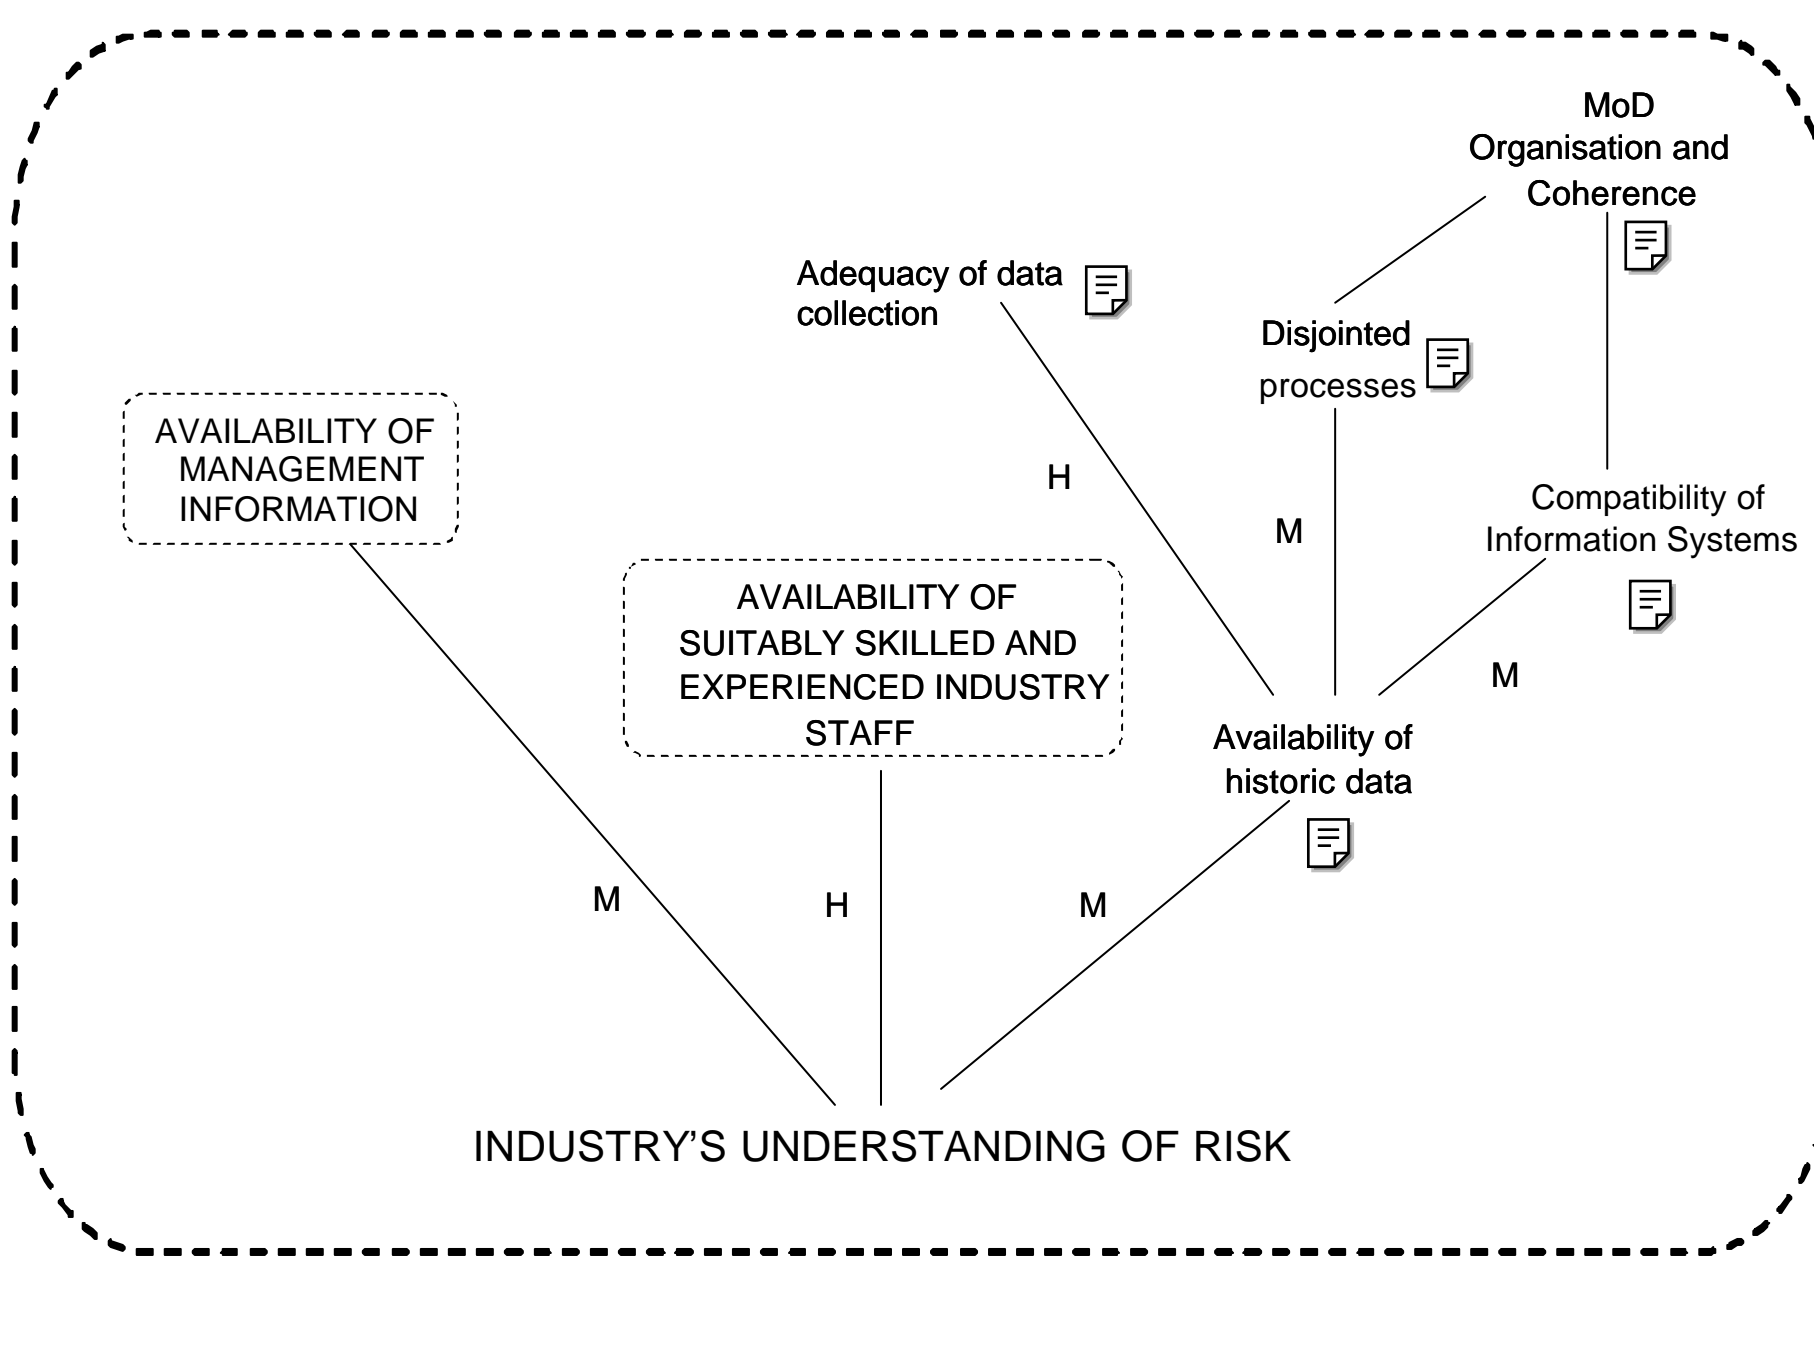 MoD
Organisation and
Coherence
Adequacy of data
collection
Disjointed
processes
AVAILABILITY OF
MANAGEMENT
INFORMATION
H
M
Compatibility of
Information Systems
AVAILABILITY OF
SUITABLY SKILLED AND
EXPERIENCED INDUSTRY
STAFF
M
Availability of
historic data
M
H
M
INDUSTRY’S UNDERSTANDING OF RISK